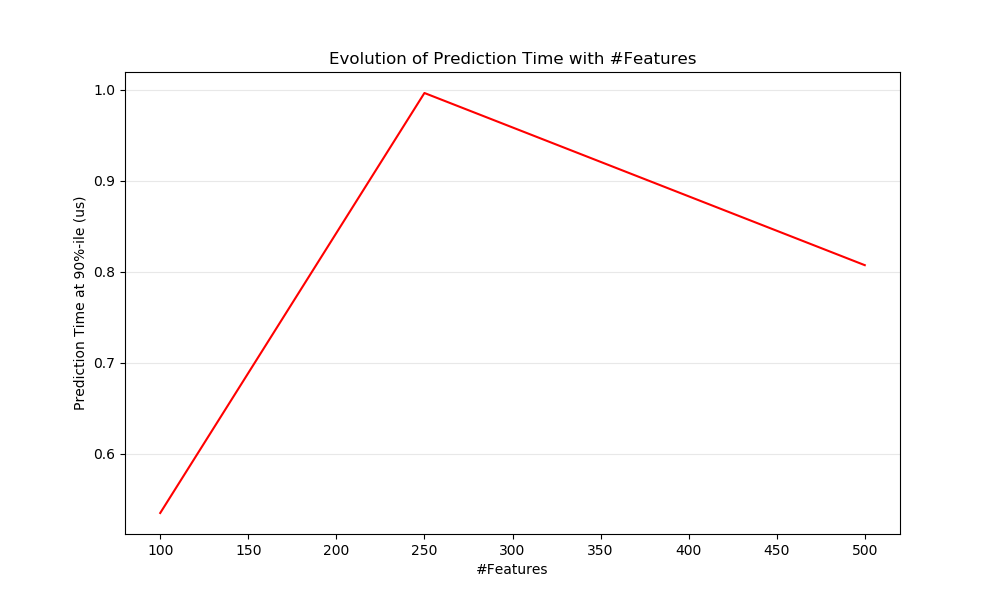 Evolution of Prediction Time with #Features
Prediction Time at 90%-ile (us)
1.0
0.9
0.8
0.7
0.6
100 150 200 250 300 350 400 450 500
#Features